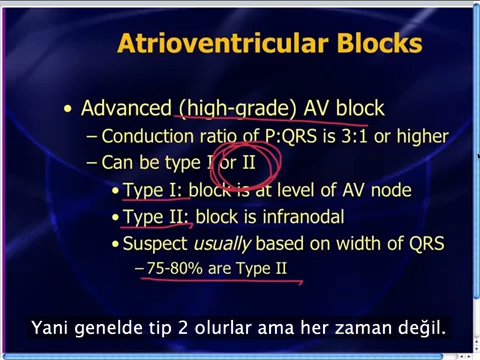 Atrioventricular Blocks
• Advanced (high-grade) AV block
– Conduction ratio of P:QRS is 3:1 or higher
– Can be type I or II
• Type I: block is at level of AV node
• Type II: block is infranodal
• Suspect usually based on width of QRS
– 75-80% are Type II
Yani genelde tip 2 olurlar ama her zaman değil.